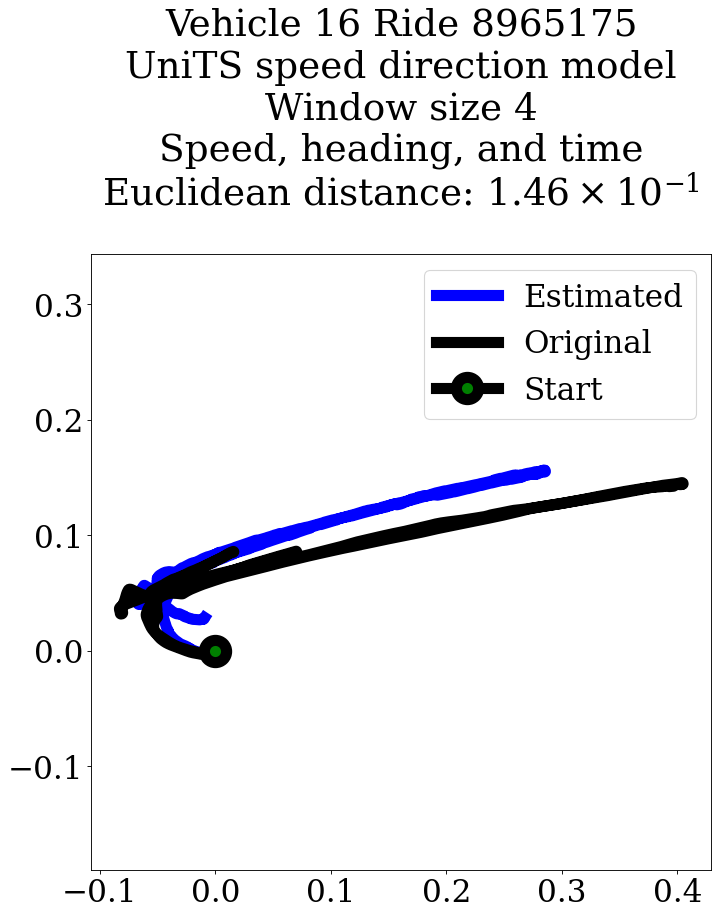 Vehicle 16 Ride 8965175
UniTS speed direction model
Window size 4
Speed, heading, and time
Euclidean distance: 1.46 × 10⁻¹
Estimated
Original
Start
0.3
0.2
0.1
0.0
−0.1
−0.1 0.0 0.1 0.2 0.3 0.4